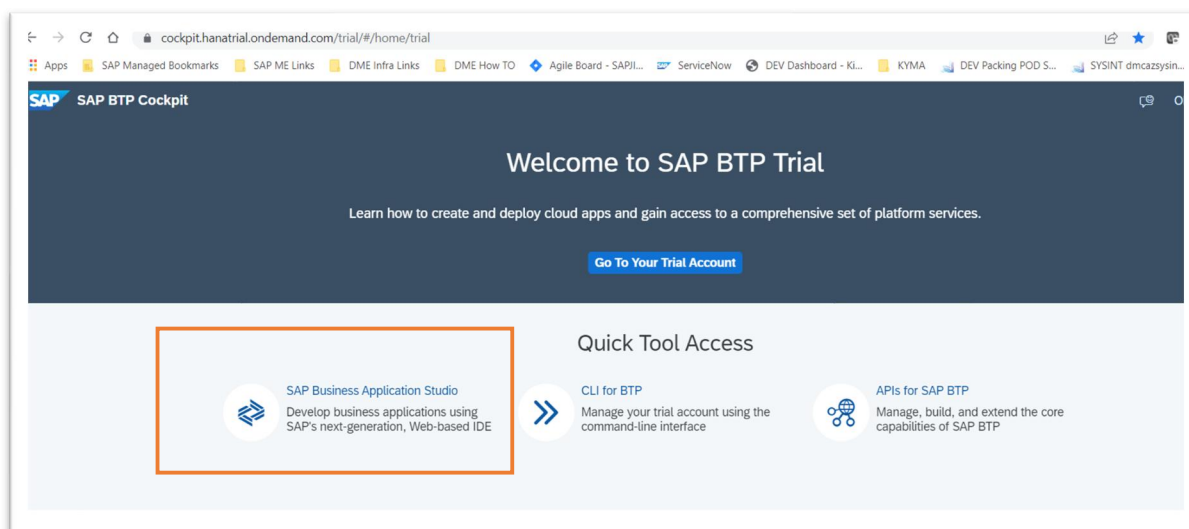 cockpit.hanatrial.ondemand.com/trial/#/home/trial
Apps SAP Managed Bookmarks SAP ME Links DME Infra Links DME How TO Agile Board - SAPJI... ServiceNow DEV Dashboard - Ki... KYMA DEV Packing POD S... SYSINT dmcazsysin...
SAP SAP BTP Cockpit
Welcome to SAP BTP Trial
Learn how to create and deploy cloud apps and gain access to a comprehensive set of platform services.
Go To Your Trial Account
Quick Tool Access
SAP Business Application Studio
Develop business applications using
SAP's next-generation, Web-based IDE
CLI for BTP
Manage your trial account using the
command-line interface
APIs for SAP BTP
Manage, build, and extend the core
capabilities of SAP BTP